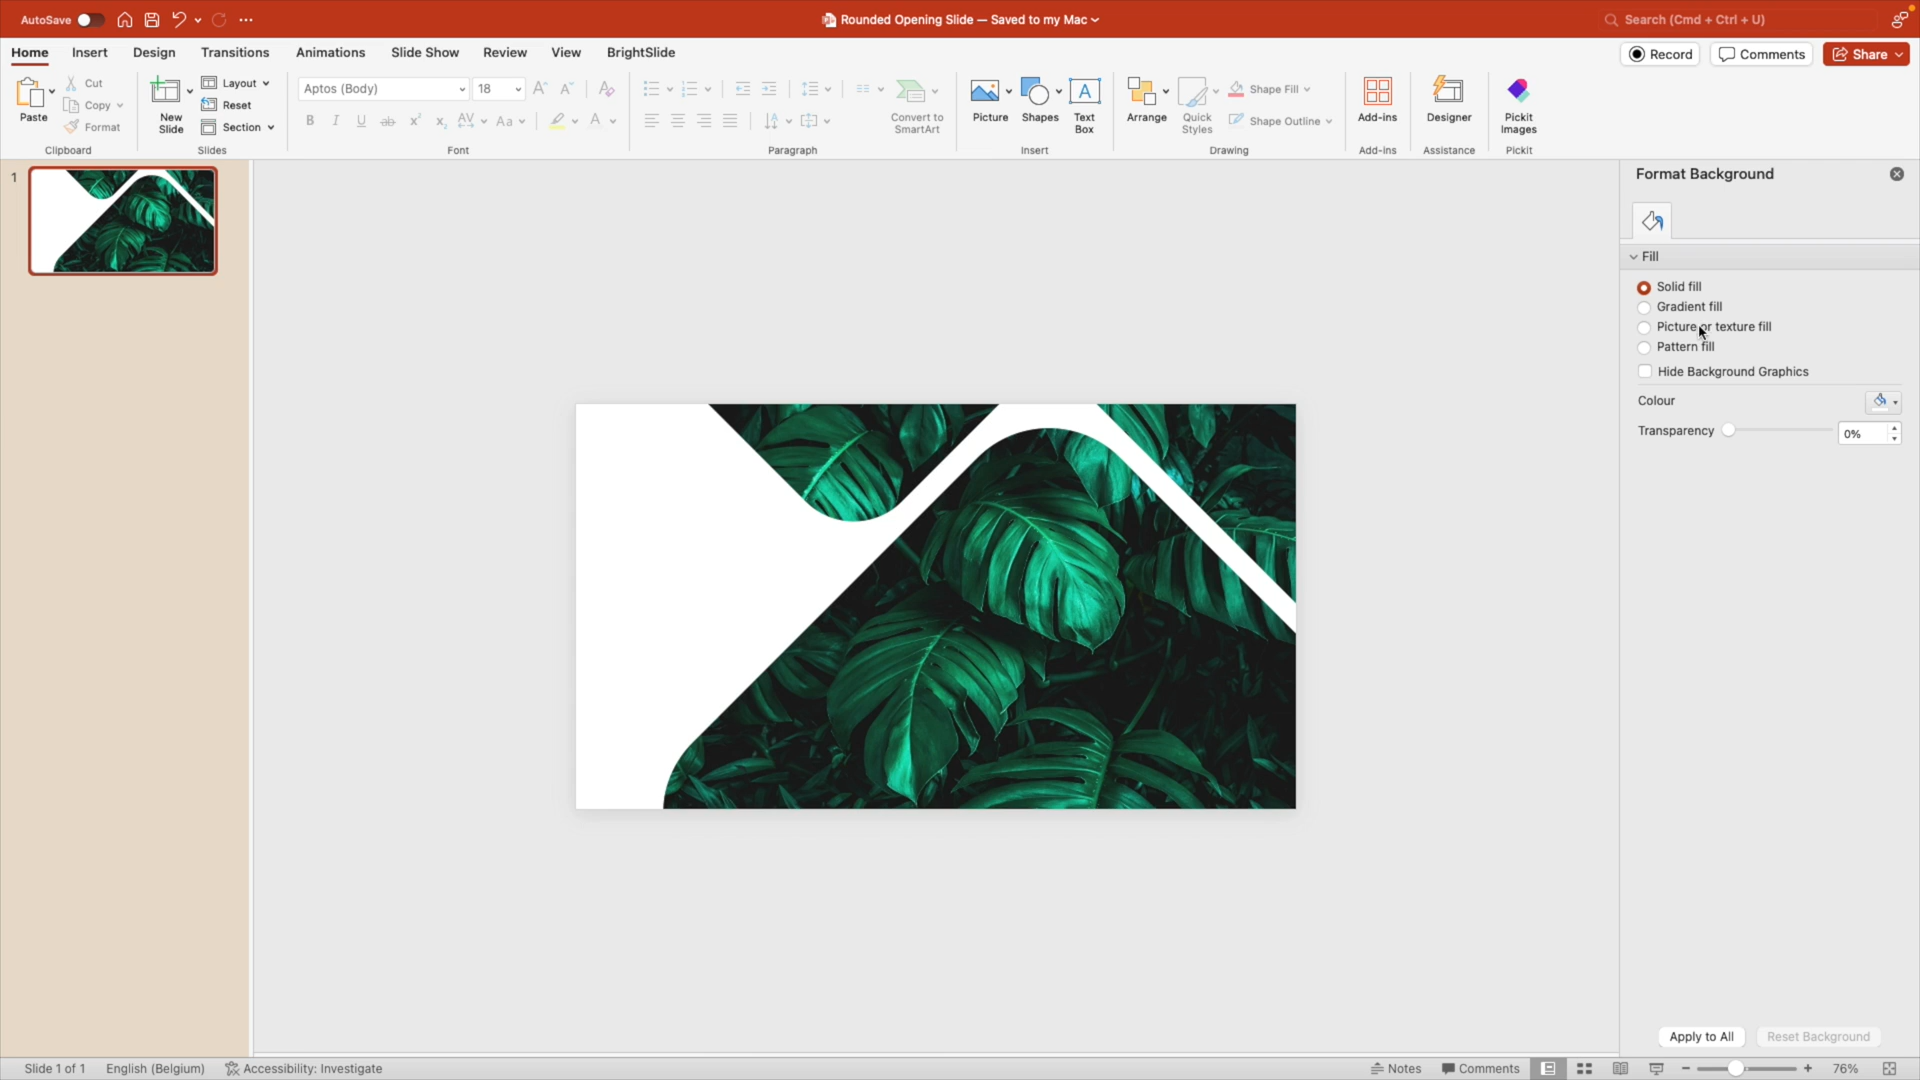 AutoSave
Rounded Opening Slide — Saved to my Mac
Search (Cmd + Ctrl + U)
Home Insert Design Transitions Animations Slide Show Review View BrightSlide
Record Comments Share
Paste
Cut
Copy
Format
Clipboard
New Slide
Layout
Reset
Section
Slides
Aptos (Body) 18
B I U ab x² x₂ AV Aa A
Font
Convert to SmartArt
Paragraph
Picture
Shapes
A
Text Box
Insert
Arrange
Quick Styles
Shape Fill
Shape Outline
Drawing
Add-ins
Add-ins
Designer
Assistance
Pickit Images
Pickit
1
Format Background
Fill
Solid fill
Gradient fill
Picture or texture fill
Pattern fill
Hide Background Graphics
Colour
Transparency 0%
Apply to All Reset Background
Slide 1 of 1 English (Belgium) Accessibility: Investigate
Notes Comments 76%